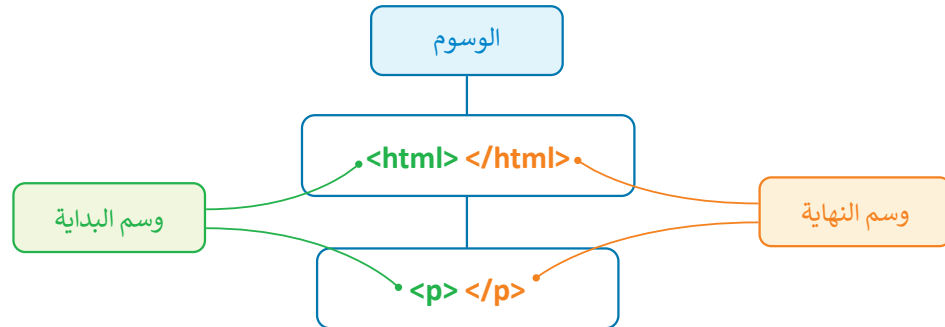 الوسوم
<html> </html>
وسم البداية
وسم النهاية
<p> </p>